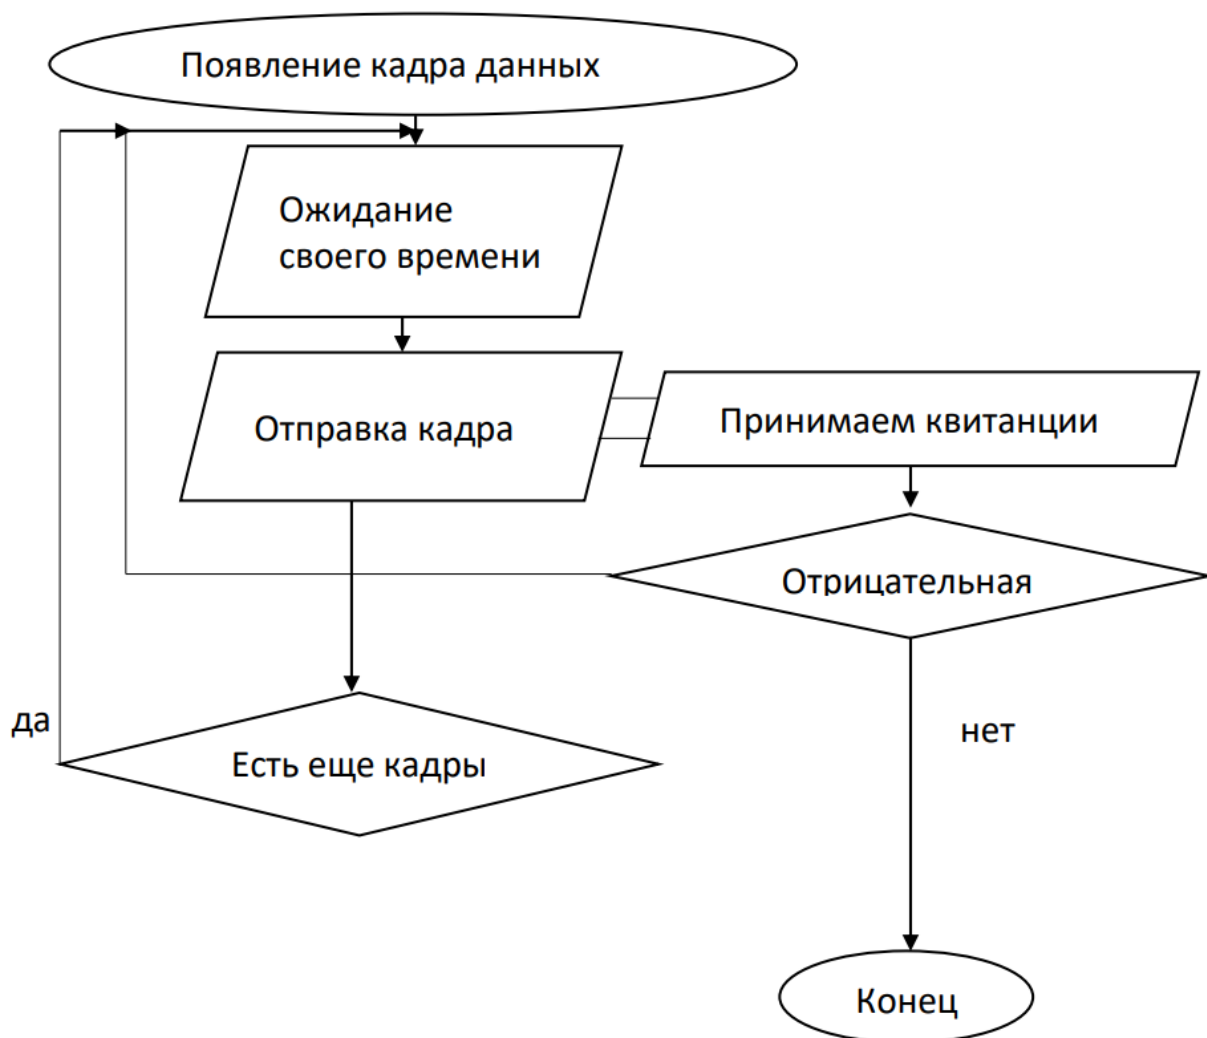 Появление кадра данных
Ожидание
своего времени
Отправка кадра
Принимаем квитанции
Отрицательная
да
нет
Есть еще кадры
Конец